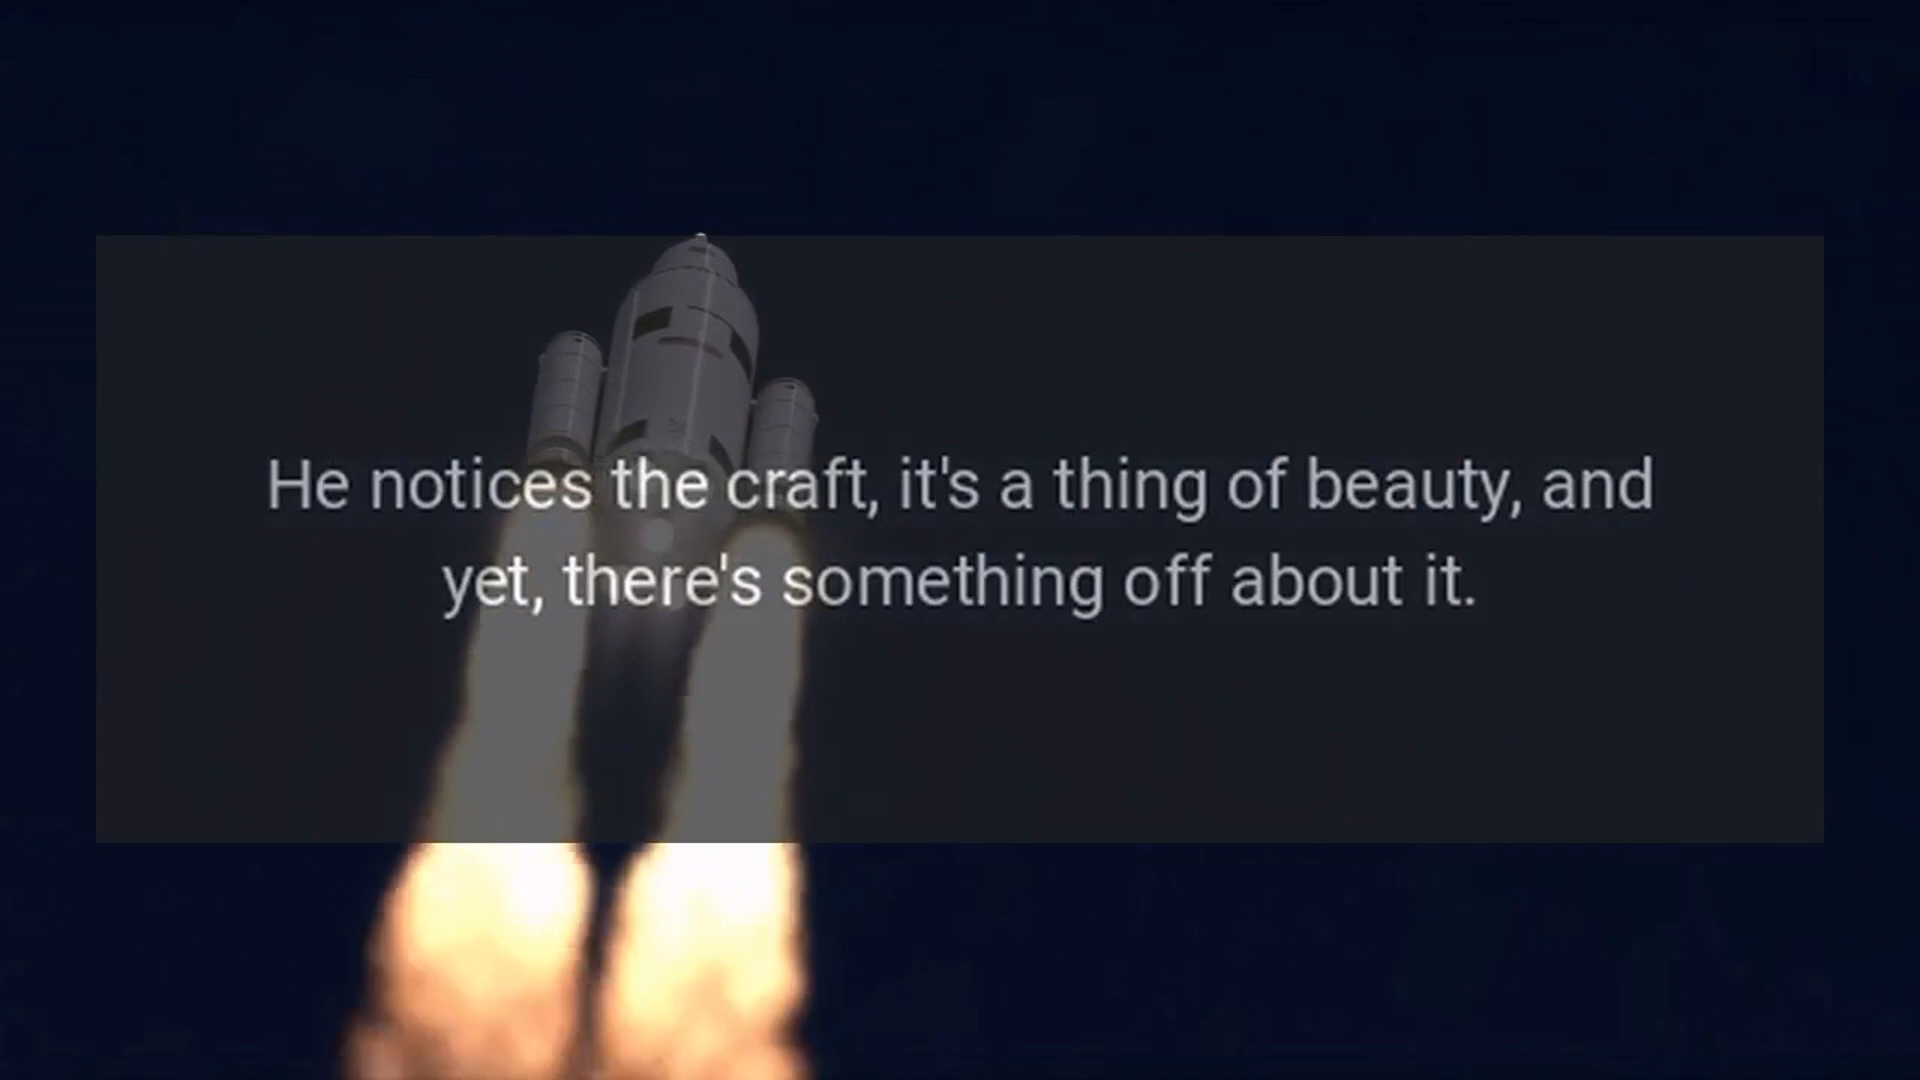 He notices the craft, it's a thing of beauty, and
yet, there's something off about it.